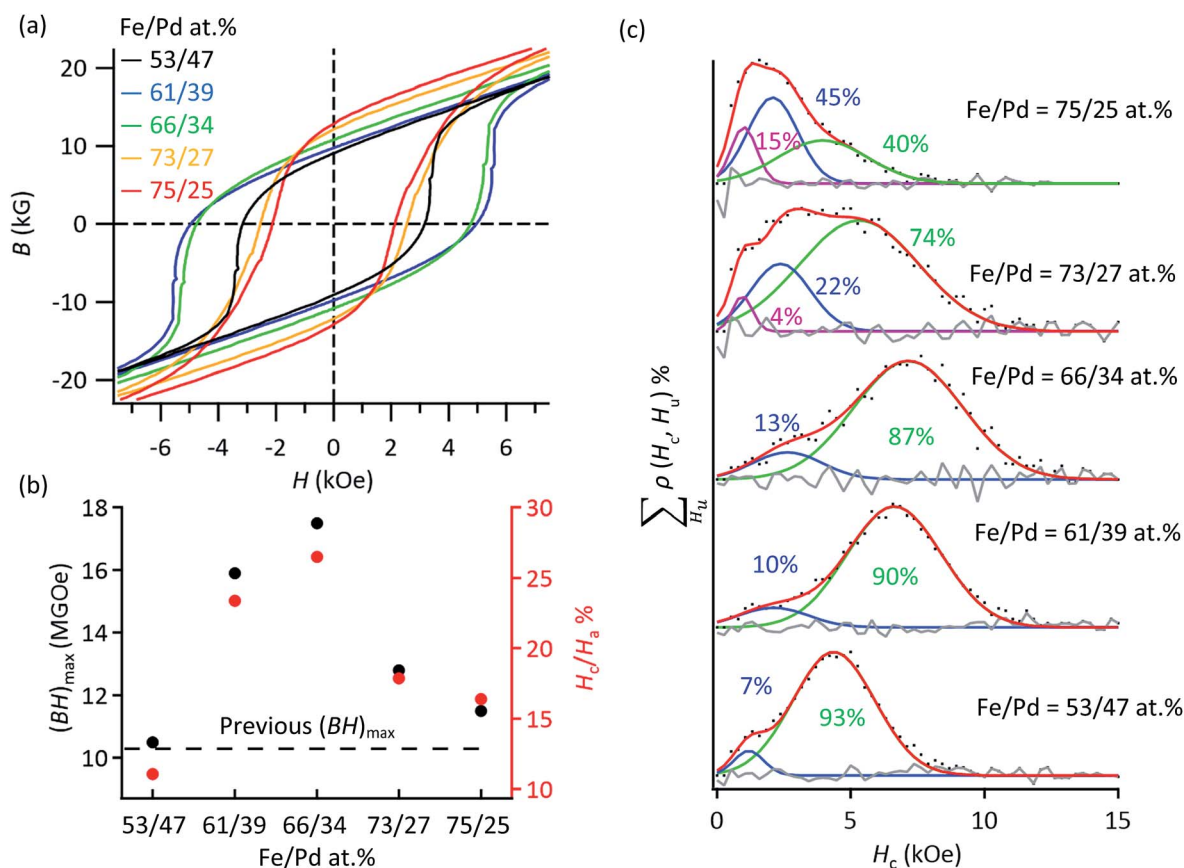 (a)
Fe/Pd at.%
53/47
61/39
66/34
73/27
75/25
20
10
0
-10
-20
B (kG)
-6 -4 -2 0 2 4 6
H (kOe)
(b)
18
16
14
12
10
(BH)max (MGOe)
30
25
20
15
10
Hc/Ha %
Previous (BH)max
53/47 61/39 66/34 73/27 75/25
Fe/Pd at.%
(c)
45%
15%
40%
Fe/Pd = 75/25 at.%
74%
22%
4%
Fe/Pd = 73/27 at.%
13%
87%
Fe/Pd = 66/34 at.%
10%
90%
Fe/Pd = 61/39 at.%
7%
93%
Fe/Pd = 53/47 at.%
∑Hu ρ (Hc, Hu) %
0 5 10 15
Hc (kOe)